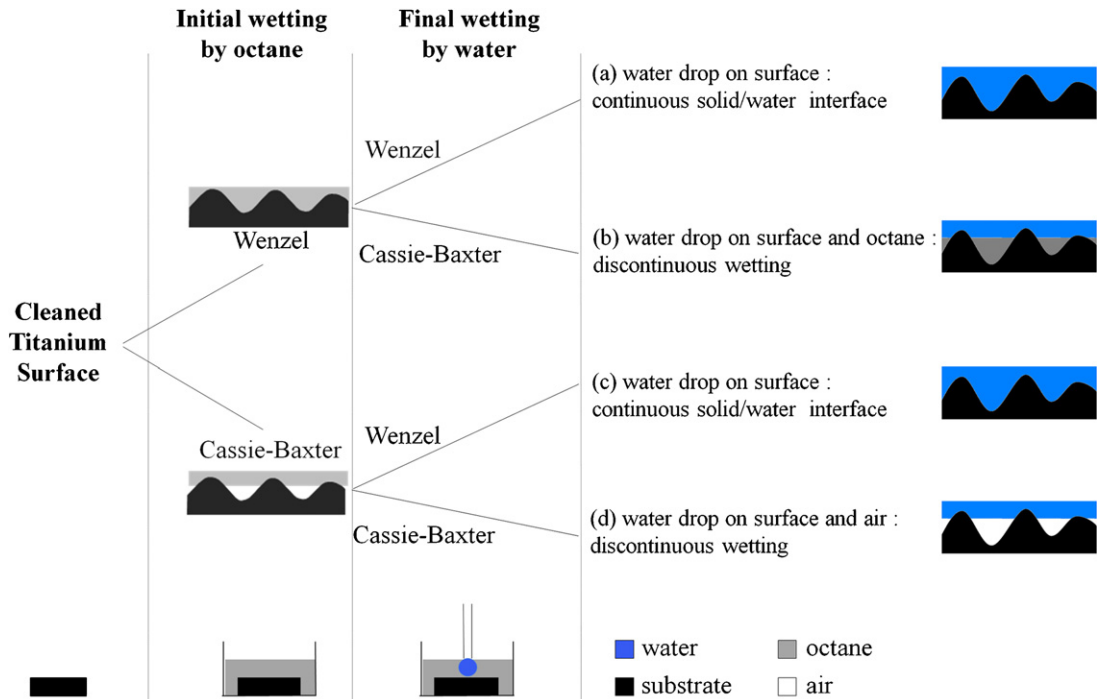 Initial wetting
by octane
Final wetting
by water
(a) water drop on surface :
continuous solid/water interface
Wenzel
Wenzel
Cassie-Baxter
(b) water drop on surface and octane :
discontinuous wetting
Cleaned
Titanium
Surface
(c) water drop on surface :
continuous solid/water interface
Wenzel
Cassie-Baxter
Cassie-Baxter
(d) water drop on surface and air :
discontinuous wetting
water
octane
substrate
air